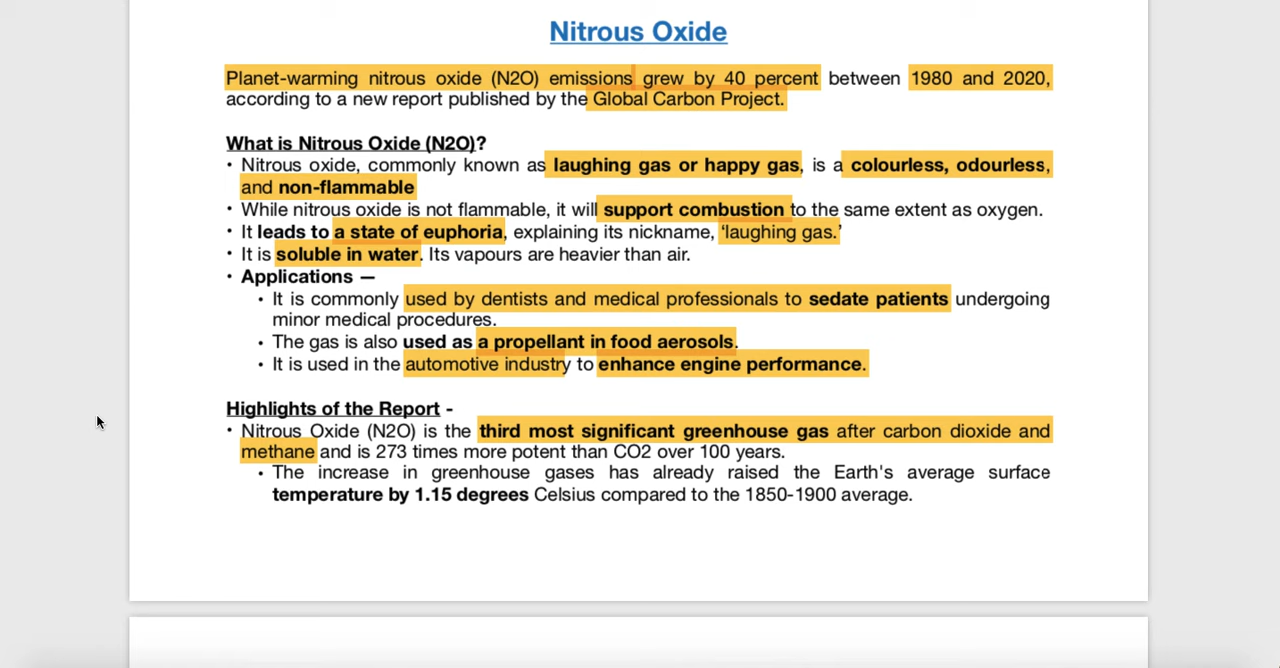 Nitrous Oxide
Planet-warming nitrous oxide (N2O) emissions grew by 40 percent between 1980 and 2020,
according to a new report published by the Global Carbon Project.
What is Nitrous Oxide (N2O)?
• Nitrous oxide, commonly known as laughing gas or happy gas, is a colourless, odourless,
and non-flammable
• While nitrous oxide is not flammable, it will support combustion to the same extent as oxygen.
• It leads to a state of euphoria, explaining its nickname, ‘laughing gas.’
• It is soluble in water. Its vapours are heavier than air.
• Applications —
• It is commonly used by dentists and medical professionals to sedate patients undergoing
minor medical procedures.
• The gas is also used as a propellant in food aerosols.
• It is used in the automotive industry to enhance engine performance.
Highlights of the Report -
• Nitrous Oxide (N2O) is the third most significant greenhouse gas after carbon dioxide and
methane and is 273 times more potent than CO2 over 100 years.
• The increase in greenhouse gases has already raised the Earth's average surface
temperature by 1.15 degrees Celsius compared to the 1850-1900 average.